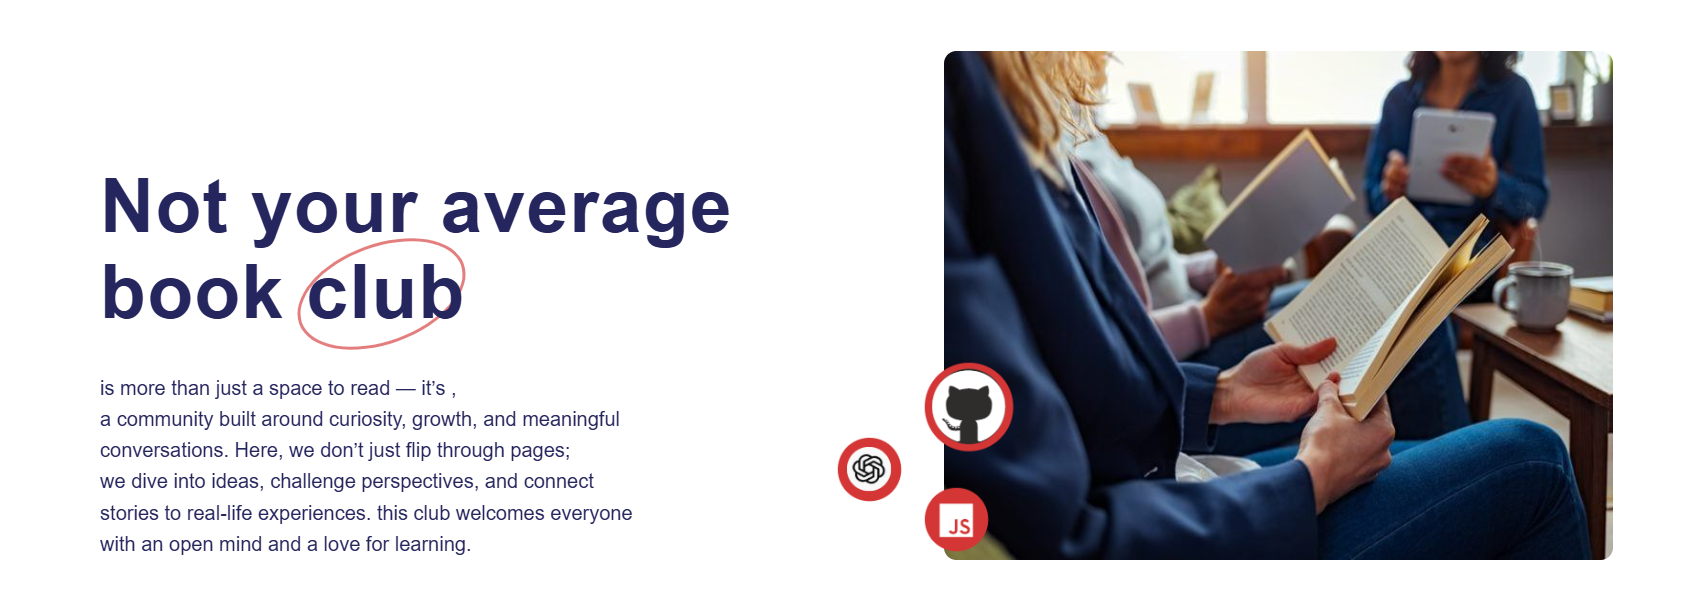 Not your average
book club
is more than just a space to read — it’s ,
a community built around curiosity, growth, and meaningful
conversations. Here, we don’t just flip through pages;
we dive into ideas, challenge perspectives, and connect
stories to real-life experiences. this club welcomes everyone
with an open mind and a love for learning.
JS